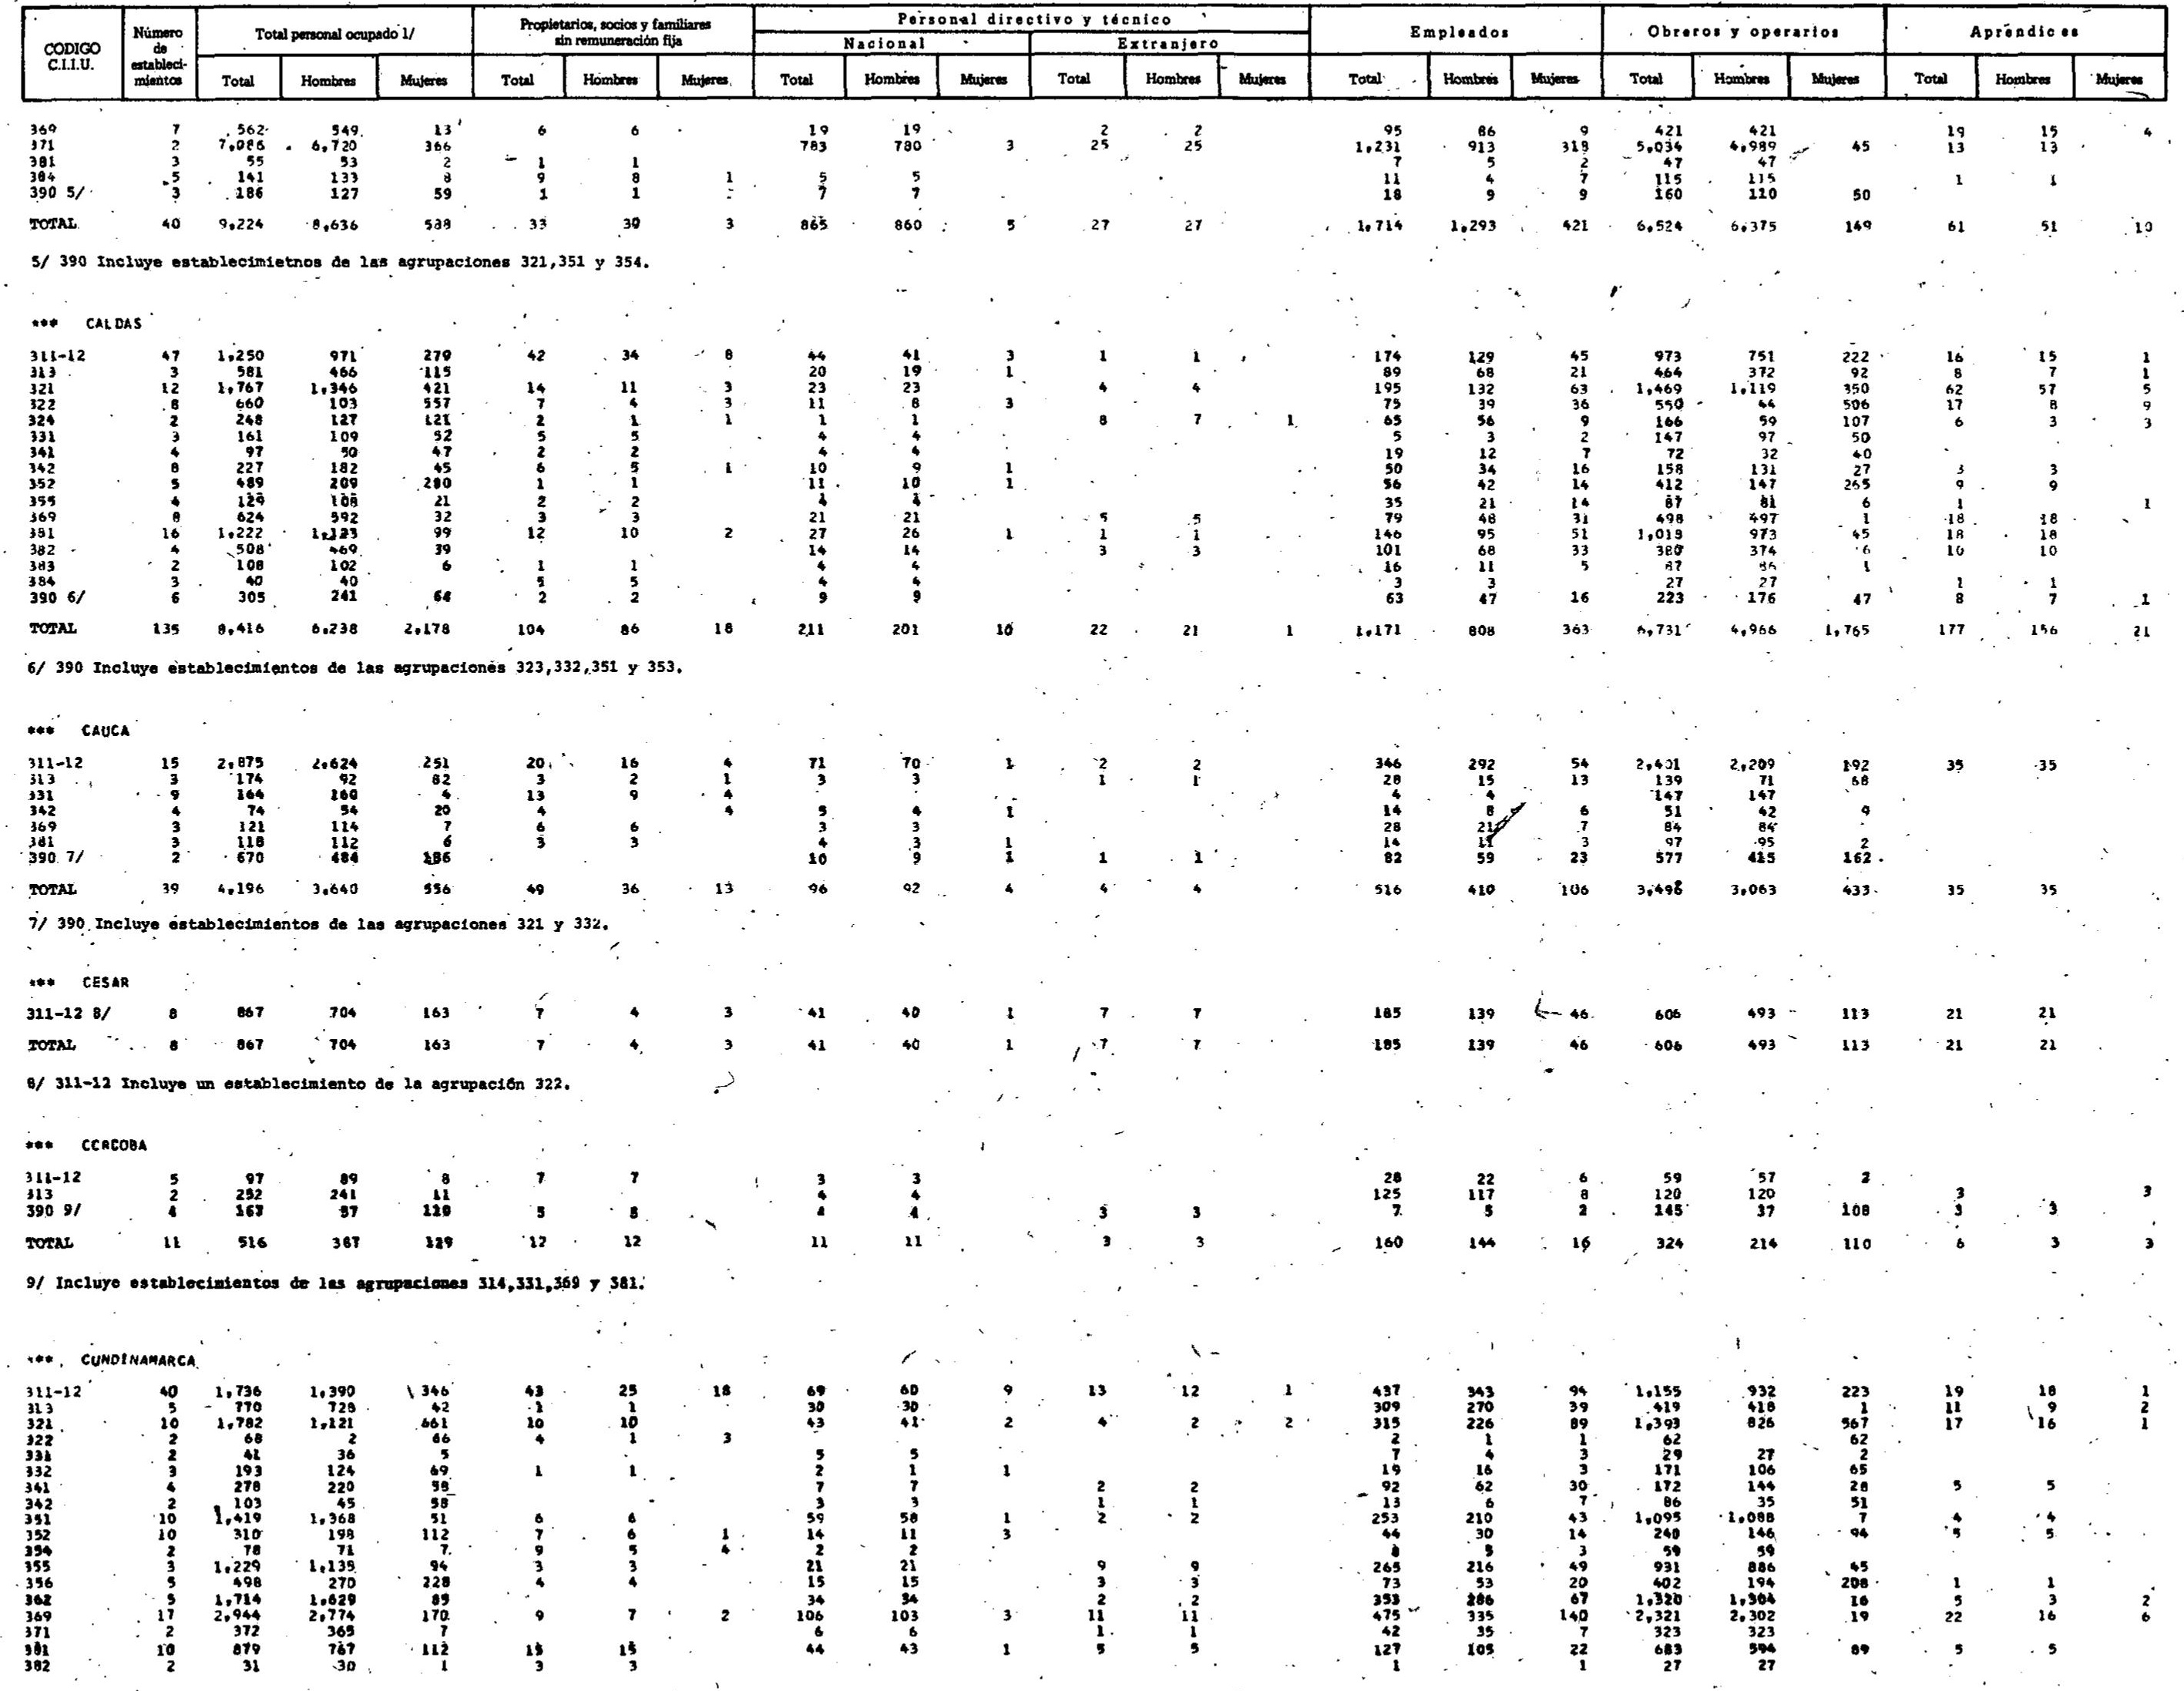 CODIGO C.I.I.U. Número de estableci-mientos Total personal ocupado 1/ Propietarios, socios y familiares sin remuneración fija Personal directivo y técnico Empleados Obreros y operarios Aprendices
Nacional Extranjero
Total Hombres Mujeres Total Hombres Mujeres Total Hombres Mujeres Total Hombres Mujeres Total Hombres Mujeres Total Hombres Mujeres Total Hombres Mujeres
369 7 562 549 13 6 6 19 19 2 2 95 86 9 421 421 19 15 4
371 2 7,086 6,720 366 783 780 3 25 25 1,231 913 318 5,034 4,989 45 13 13
381 3 55 53 2 1 1 7 5 2 47 47
384 5 141 133 8 9 8 1 5 5 11 4 7 115 115 1 1
390 5/ 3 186 127 59 1 1 7 7 18 9 9 160 110 50
TOTAL 40 9,224 8,636 588 33 30 3 865 860 5 27 27 1,714 1,293 421 6,524 6,375 149 61 51 10
5/ 390 Incluye establecimietnos de las agrupaciones 321,351 y 354.
*** CALDAS
311-12 47 1,250 971 279 42 34 8 44 41 3 1 1 174 129 45 973 751 222 16 15 1
313 3 581 466 115 20 19 1 89 68 21 464 372 92 8 7 1
321 12 1,767 1,346 421 14 11 3 23 23 4 4 195 132 63 1,469 1,119 350 62 57 5
322 8 660 103 557 7 4 3 11 8 3 75 39 36 550 44 506 17 8 9
324 2 248 127 121 2 1 1 1 1 8 7 1 65 56 9 166 59 107 6 3 3
331 3 161 109 52 5 5 4 4 5 3 2 147 97 50
341 4 97 50 47 2 2 4 4 19 12 7 72 32 40
342 8 227 182 45 6 5 1 10 9 1 50 34 16 158 131 27 3 3
352 5 489 209 280 1 1 11 10 1 56 42 14 412 147 265 9 9
355 4 129 108 21 2 2 4 4 35 21 14 87 81 6 1 1
369 8 624 592 32 3 3 21 21 5 5 79 48 31 498 497 1 18 18
381 16 1,222 1,123 99 12 10 2 27 26 1 1 1 146 95 51 1,018 973 45 18 18
382 4 508 469 39 14 14 3 3 101 68 33 380 374 6 10 10
383 2 108 102 6 1 1 4 4 16 11 5 87 86 1
384 3 40 40 5 5 4 4 3 3 27 27 1 1
390 6/ 6 305 241 64 2 2 9 9 63 47 16 223 176 47 8 7 1
TOTAL 135 8,416 6,238 2,178 104 86 18 211 201 10 22 21 1 1,171 808 363 6,731 4,966 1,765 177 156 21
6/ 390 Incluye establecimientos de las agrupaciones 323,332,351 y 353.
*** CAUCA
311-12 15 2,875 2,624 251 20 16 4 71 70 1 2 2 346 292 54 2,401 2,209 192 35 35
313 3 174 92 82 3 2 1 3 3 1 1 28 15 13 139 71 68
331 9 164 160 4 13 9 4 4 4 147 147
342 4 74 54 20 4 4 5 4 1 14 8 6 51 42 9
369 3 121 114 7 6 6 3 3 28 21 7 84 84
381 3 118 112 6 3 3 4 3 1 14 11 3 97 95 2
390 7/ 2 670 484 186 10 9 1 1 1 82 59 23 577 415 162
TOTAL 39 4,196 3,640 556 49 36 13 96 92 4 4 4 516 410 106 3,496 3,063 433 35 35
7/ 390 Incluye establecimientos de las agrupaciones 321 y 332.
*** CESAR
311-12 8/ 8 867 704 163 7 4 3 41 40 1 7 7 185 139 46 606 493 113 21 21
TOTAL 8 867 704 163 7 4 3 41 40 1 7 7 185 139 46 606 493 113 21 21
8/ 311-12 Incluye un establecimiento de la agrupación 322.
*** CORDOBA
311-12 5 97 89 8 7 7 3 3 28 22 6 59 57 2
313 2 252 241 11 4 4 125 117 8 120 120 3 3
390 9/ 4 167 57 110 5 5 4 4 3 3 7 5 2 145 37 108 3 3
TOTAL 11 516 387 129 12 12 11 11 3 3 160 144 16 324 214 110 6 3 3
9/ Incluye establecimientos de las agrupaciones 314,331,369 y 381.
*** CUNDINAMARCA
311-12 40 1,736 1,390 346 43 25 18 69 60 9 13 12 1 437 343 94 1,155 932 223 19 18 1
313 5 770 728 42 1 1 30 30 309 270 39 419 418 1 11 9 2
321 10 1,782 1,121 661 10 10 43 41 2 4 2 2 315 226 89 1,393 826 567 17 16 1
322 2 68 2 66 4 1 3 2 1 1 62 62
331 2 41 36 5 5 5 7 4 3 29 27 2
332 3 193 124 69 1 1 2 1 1 19 16 3 171 106 65
341 4 278 220 58 7 7 2 2 92 62 30 172 144 28 5 5
342 2 103 45 58 3 3 1 1 13 6 7 86 35 51
351 10 1,419 1,368 51 6 6 59 58 1 2 2 253 210 43 1,095 1,088 7 4 4
352 10 310 198 112 7 6 1 14 11 3 44 30 14 240 146 94 5 5
354 2 78 71 7 9 5 4 2 2 8 5 3 59 59
355 3 1,229 1,135 94 3 3 21 21 9 9 265 216 49 931 886 45
356 5 498 270 228 4 4 15 15 3 3 73 53 20 402 194 208 1 1
362 5 1,714 1,629 85 34 34 2 2 353 286 67 1,320 1,304 16 5 3 2
369 17 2,944 2,774 170 9 7 2 106 103 3 11 11 475 335 140 2,321 2,302 19 22 16 6
371 2 372 365 7 6 6 1 1 42 35 7 323 323
381 10 879 767 112 15 15 44 43 1 5 5 127 105 22 683 594 89 5 5
382 2 31 30 1 3 3 1 1 27 27